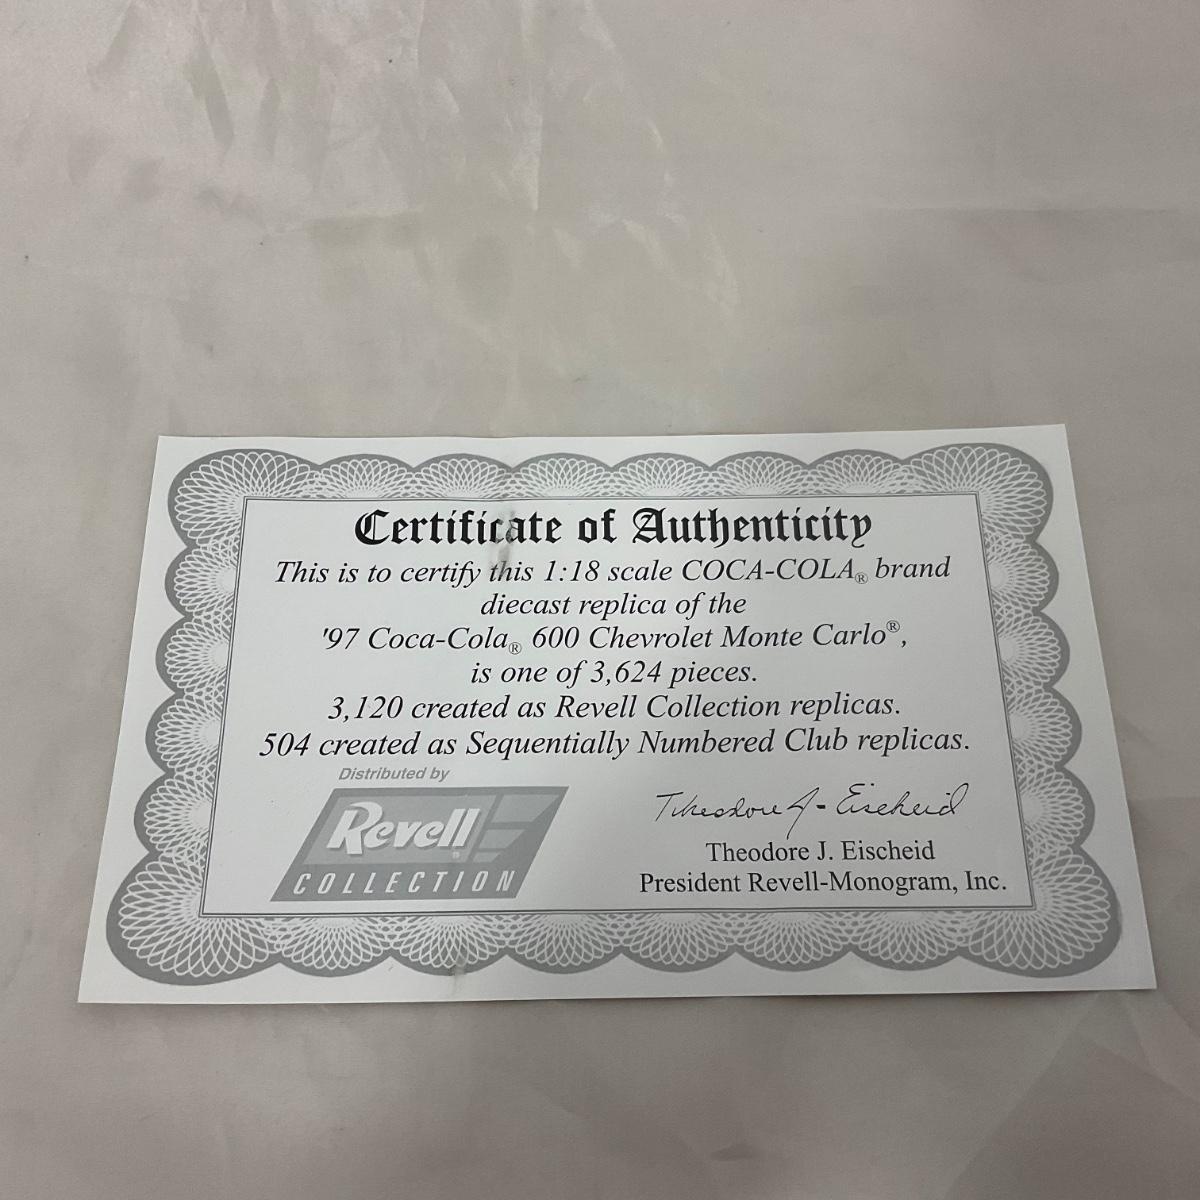 Certificate of Authenticity
This is to certify this 1:18 scale COCA-COLA® brand
diecast replica of the
'97 Coca-Cola® 600 Chevrolet Monte Carlo®,
is one of 3,624 pieces.
3,120 created as Revell Collection replicas.
504 created as Sequentially Numbered Club replicas.
Distributed by
Revell®
COLLECTION
Theodore J. Eischeid
Theodore J. Eischeid
President Revell-Monogram, Inc.